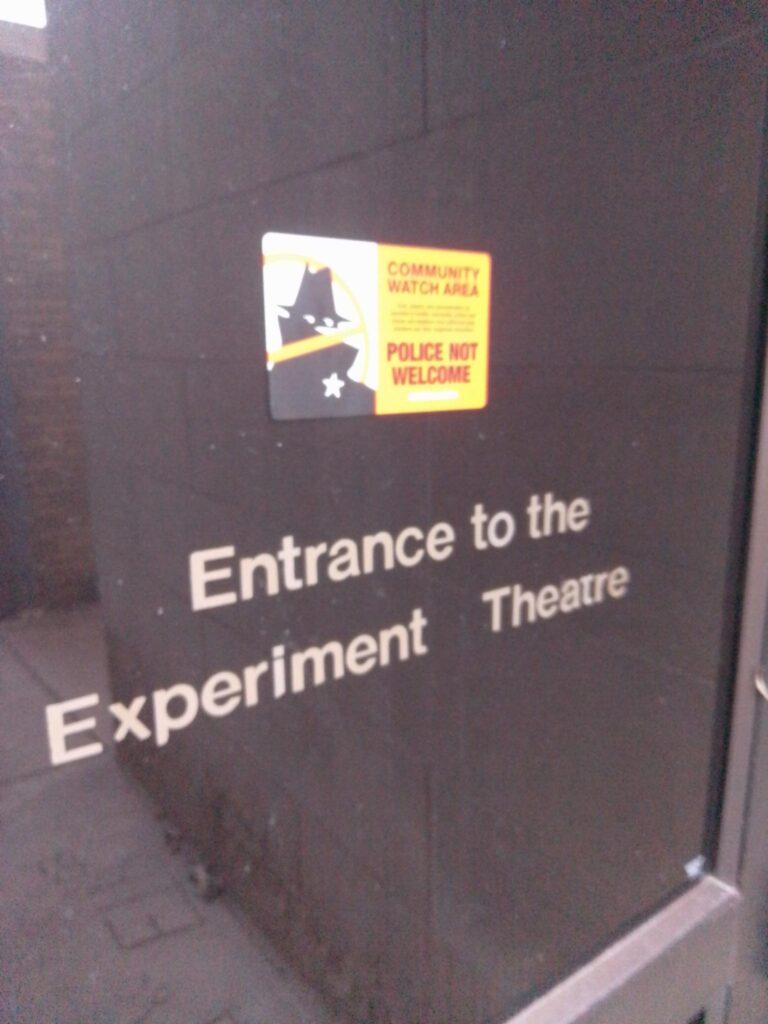 COMMUNITY
WATCH AREA
POLICE NOT
WELCOME
Entrance to the
Experiment Theatre